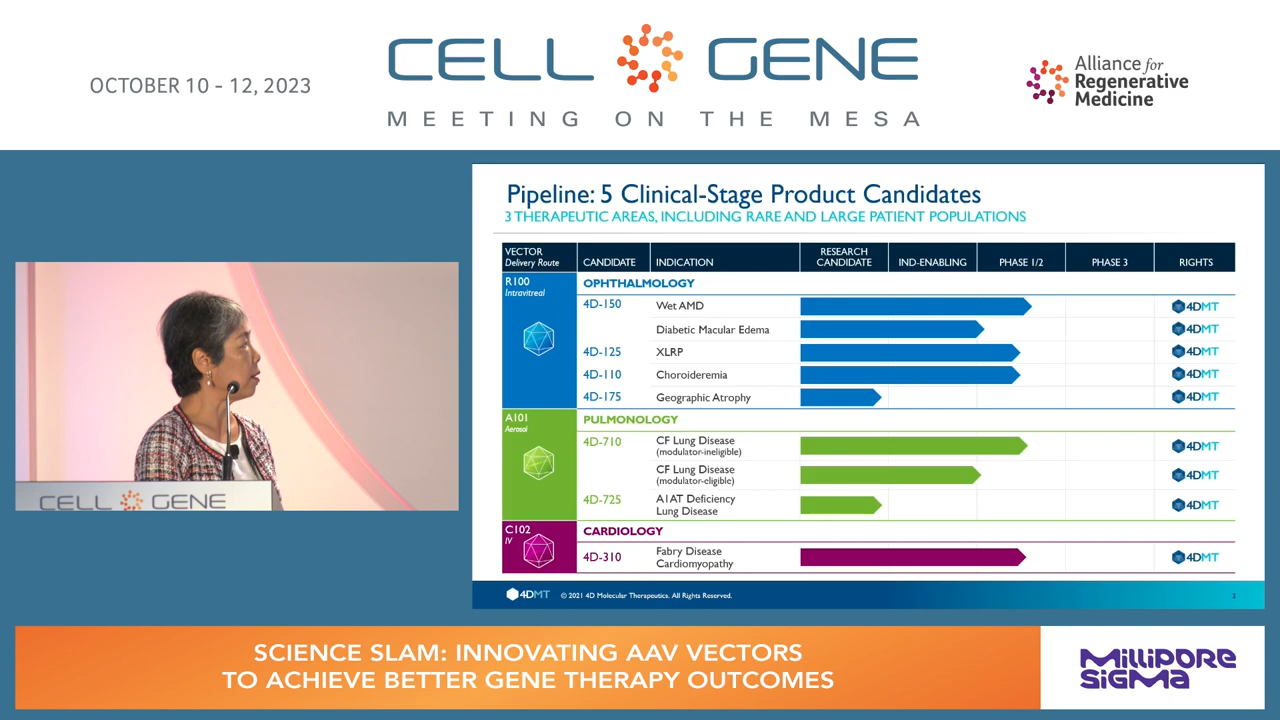 OCTOBER 10 - 12, 2023
CELL GENE
MEETING ON THE MESA
Alliance for
Regenerative
Medicine
Pipeline: 5 Clinical-Stage Product Candidates
3 THERAPEUTIC AREAS, INCLUDING RARE AND LARGE PATIENT POPULATIONS
VECTOR
Delivery Route
CANDIDATE
INDICATION
RESEARCH
CANDIDATE
IND-ENABLING
PHASE 1/2
PHASE 3
RIGHTS
R100
Intravitreal
OPHTHALMOLOGY
4D-150 Wet AMD 4DMT
Diabetic Macular Edema 4DMT
4D-125 XLRP 4DMT
4D-110 Choroideremia 4DMT
4D-175 Geographic Atrophy 4DMT
A101
Aerosol
PULMONOLOGY
4D-710 CF Lung Disease
(modulator-ineligible) 4DMT
CF Lung Disease
(modulator-eligible) 4DMT
4D-725 A1AT Deficiency
Lung Disease 4DMT
C102
IV
CARDIOLOGY
4D-310 Fabry Disease
Cardiomyopathy 4DMT
4DMT © 2021 4D Molecular Therapeutics. All Rights Reserved. 3
CELL GENE
SCIENCE SLAM: INNOVATING AAV VECTORS
TO ACHIEVE BETTER GENE THERAPY OUTCOMES
Millipore
Sigma